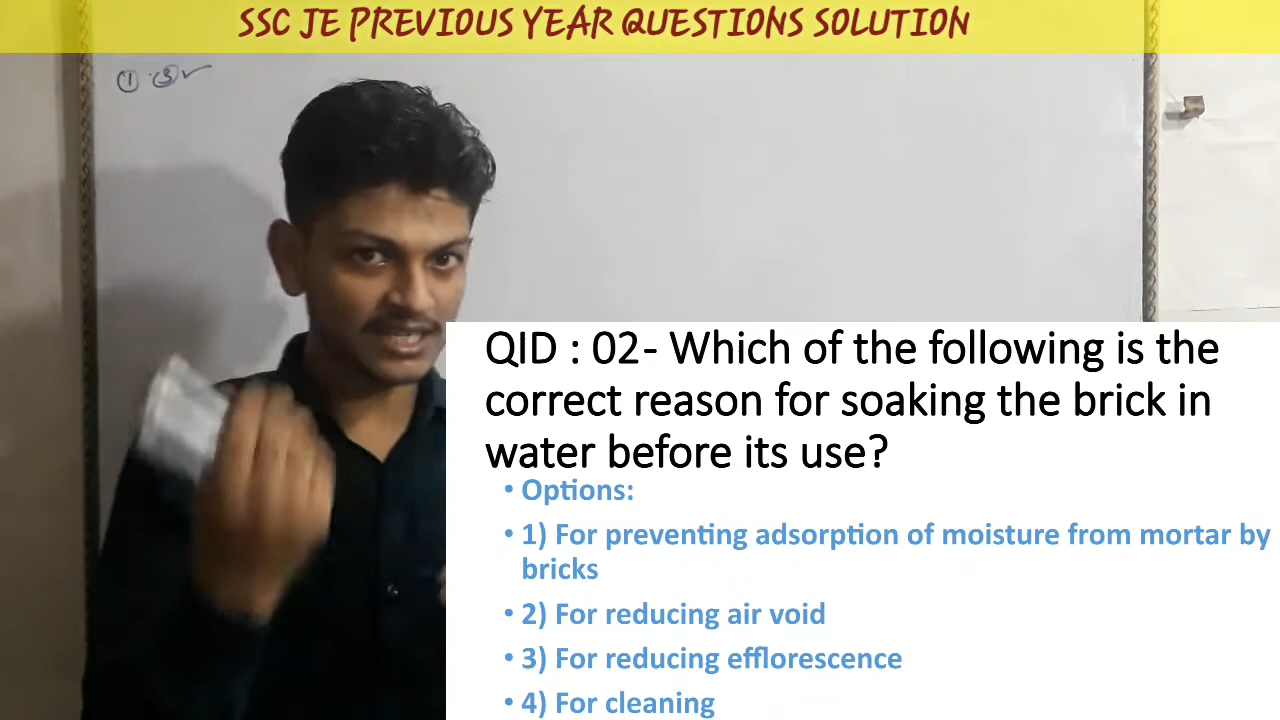 SSC JE PREVIOUS YEAR QUESTIONS SOLUTION
① ③✓
QID : 02- Which of the following is the
correct reason for soaking the brick in
water before its use?
• Options:
• 1) For preventing adsorption of moisture from mortar by
bricks
• 2) For reducing air void
• 3) For reducing efflorescence
• 4) For cleaning